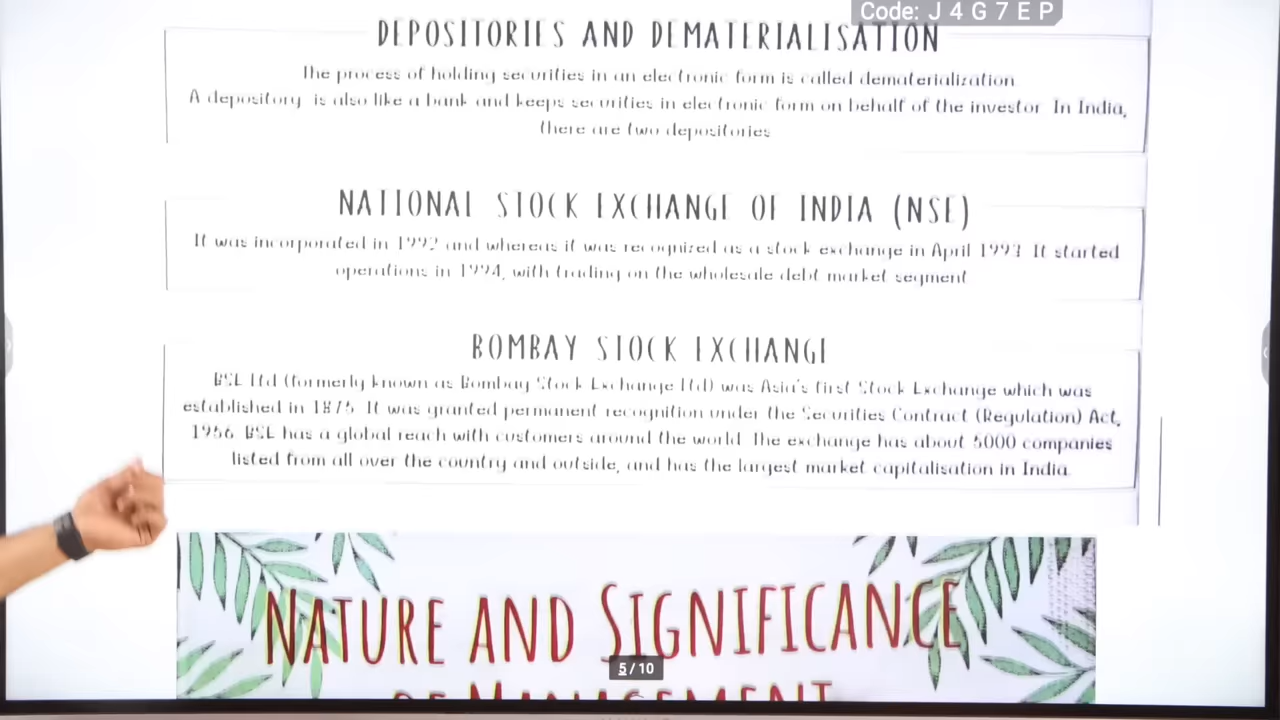 Code: J 4 G 7 E P
DEPOSITORIES AND DEMATERIALISATION
The process of holding securities in an electronic form is called dematerialization
A depository is also like a bank and keeps securities in electronic form on behalf of the investor In India,
there are two depositories
NATIONAL STOCK EXCHANGE OF INDIA (NSE)
It was incorporated in 1992 and whereas it was recognized as a stock exchange in April 1993 It started
operations in 1994, with trading on the wholesale debt market segment
BOMBAY STOCK EXCHANGE
BSE Ltd (formerly known as Bombay Stock Exchange Ltd) was Asia's first Stock Exchange which was
established in 1875 It was granted permanent recognition under the Securities Contract (Regulation) Act,
1956 BSE has a global reach with customers around the world The exchange has about 5000 companies
listed from all over the country and outside, and has the largest market capitalisation in India
NATURE AND SIGNIFICANCE
OF MANAGEMENT
5 / 10